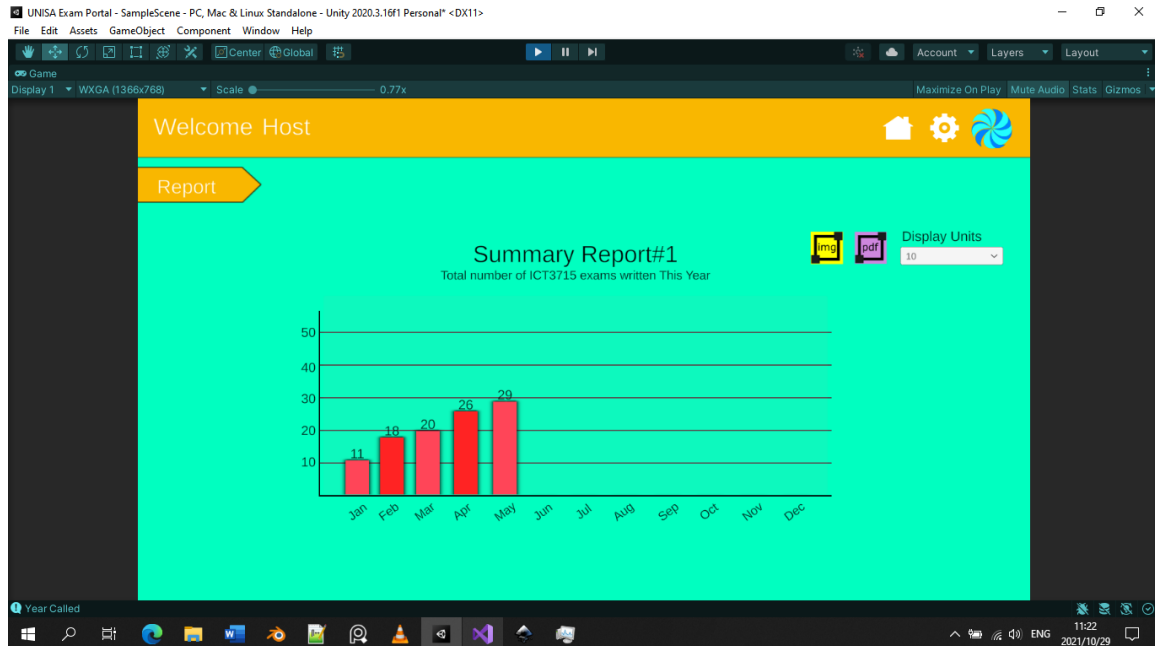 UNISA Exam Portal - SampleScene - PC, Mac & Linux Standalone - Unity 2020.3.16f1 Personal* <DX11>
File Edit Assets GameObject Component Window Help
Center Global Account Layers Layout
Game
Display 1 WXGA (1366x768) Scale 0.77x Maximize On Play Mute Audio Stats Gizmos
Welcome Host
Report
img pdf Display Units
10
Summary Report#1
Total number of ICT3715 exams written This Year
50
40
30
20
10
11 18 20 26 29
Jan Feb Mar Apr May Jun Jul Aug Sep Oct Nov Dec
Year Called
ENG 11:22
2021/10/29